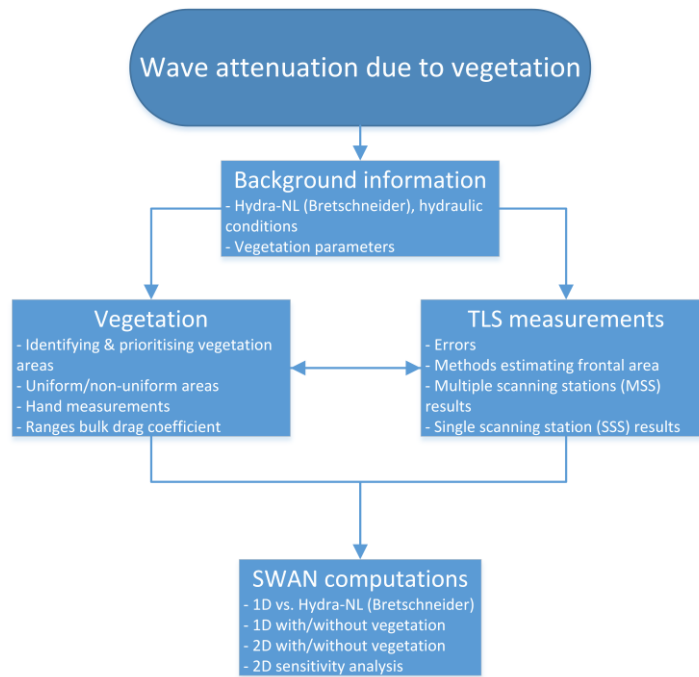 Wave attenuation due to vegetation
Background information
- Hydra-NL (Bretschneider), hydraulic
conditions
- Vegetation parameters
Vegetation
- Identifying & prioritising vegetation
areas
- Uniform/non-uniform areas
- Hand measurements
- Ranges bulk drag coefficient
TLS measurements
- Errors
- Methods estimating frontal area
- Multiple scanning stations (MSS)
results
- Single scanning station (SSS) results
SWAN computations
- 1D vs. Hydra-NL (Bretschneider)
- 1D with/without vegetation
- 2D with/without vegetation
- 2D sensitivity analysis